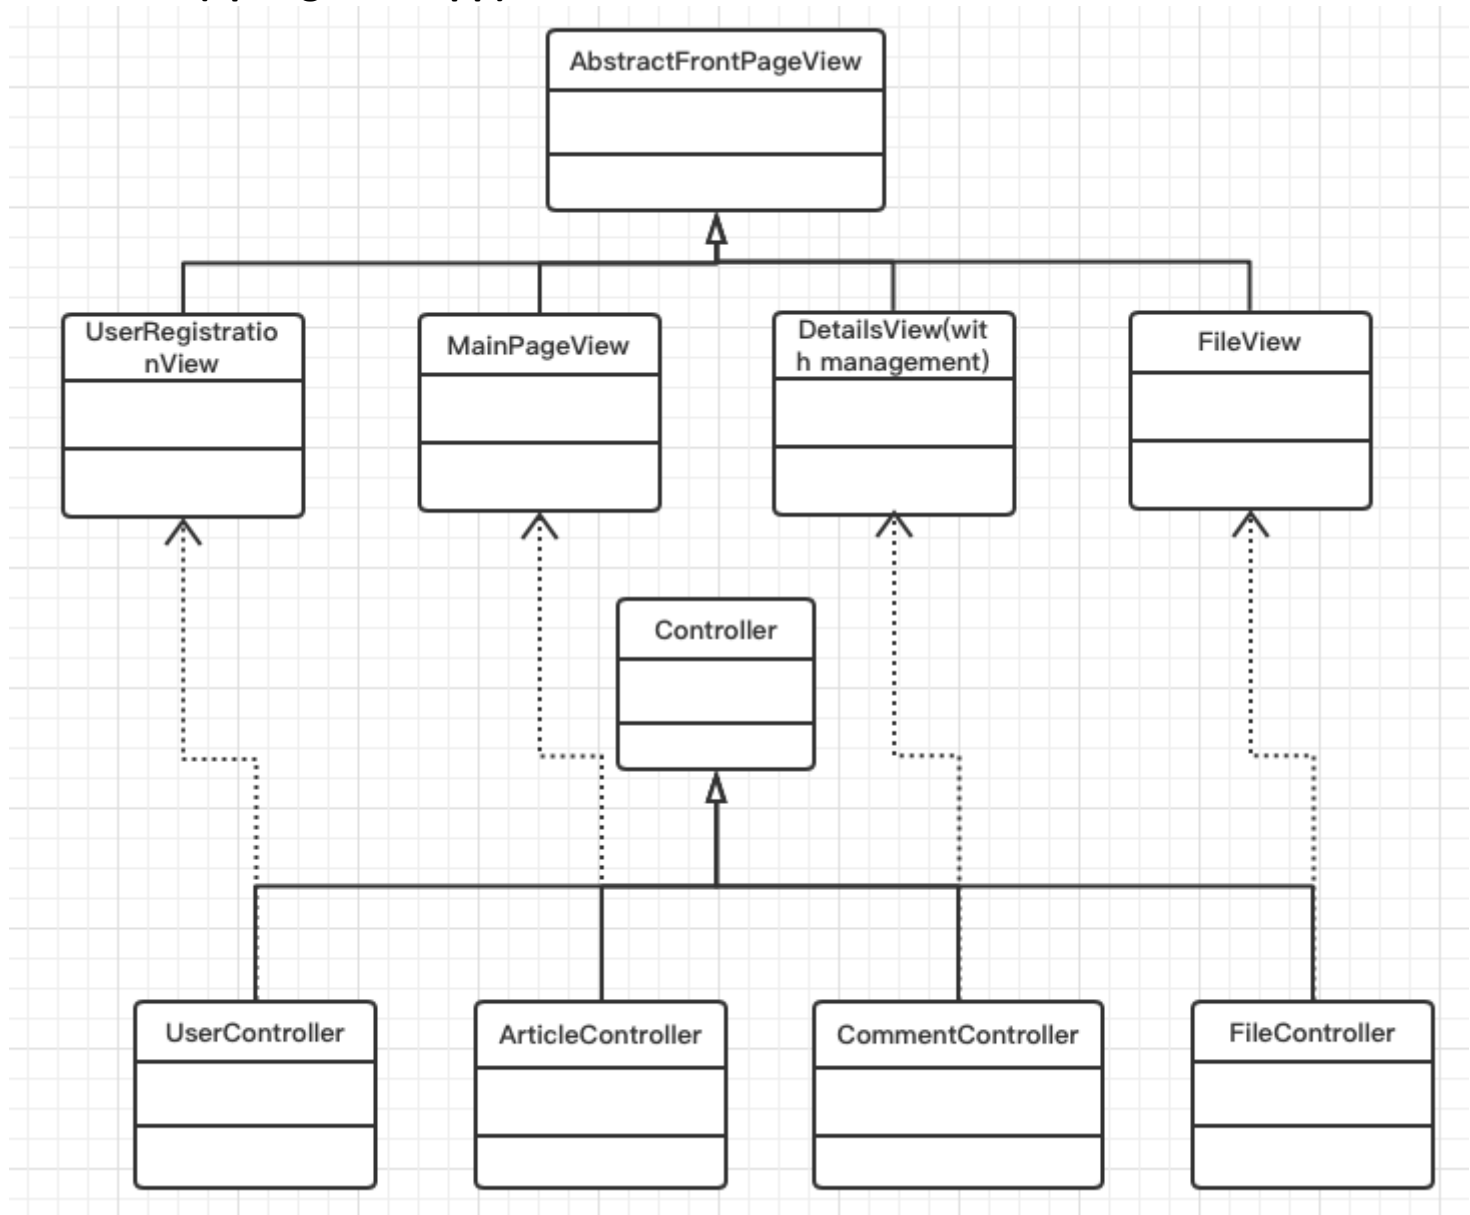 AbstractFrontPageView
UserRegistratio
nView
MainPageView
DetailsView(wit
h management)
FileView
Controller
UserController
ArticleController
CommentController
FileController